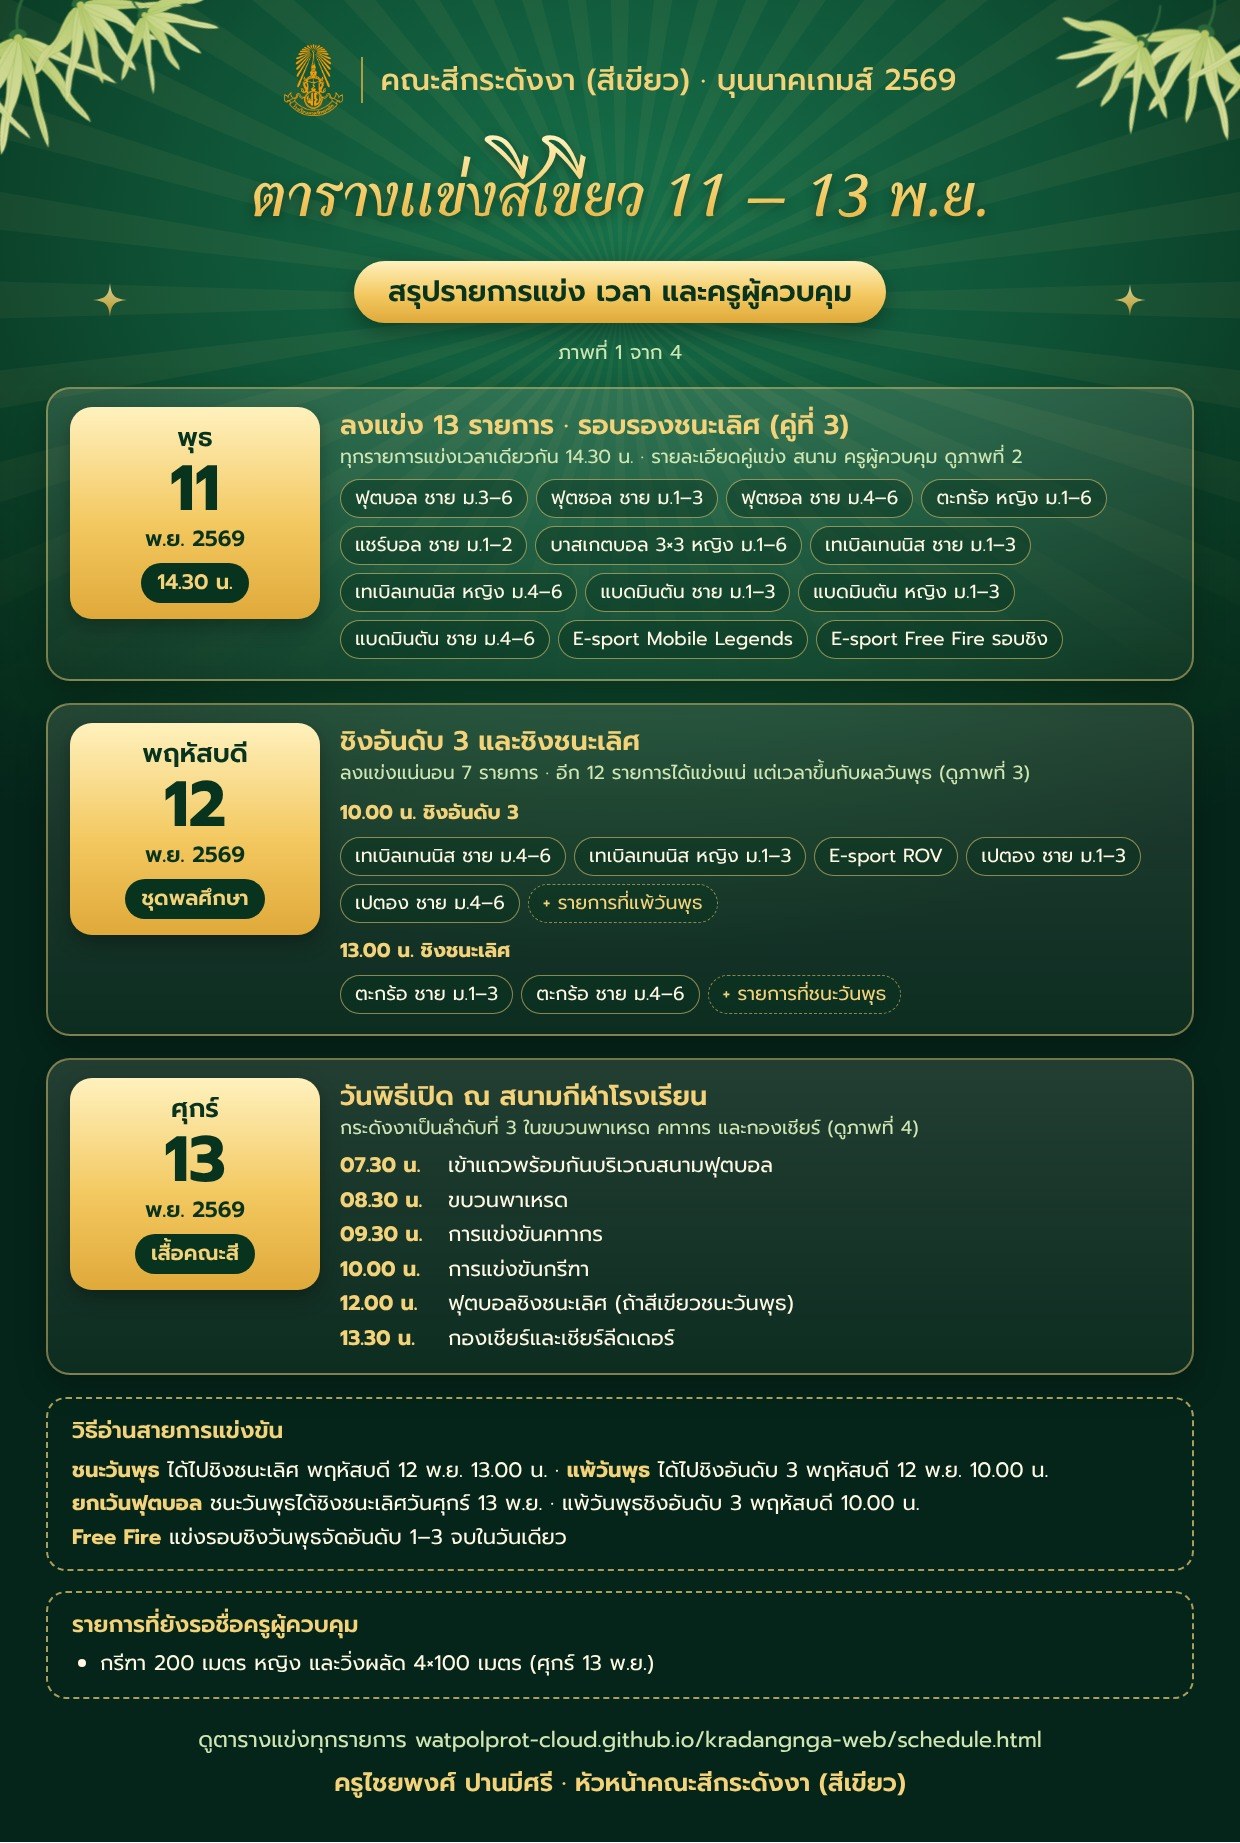 คณะสีกระดังงา (สีเขียว) · บุนนาคเกมส์ 2569
ตารางแข่งสีเขียว 11 – 13 พ.ย.
สรุปรายการแข่ง เวลา และครูผู้ควบคุม
ภาพที่ 1 จาก 4
พุธ
11
พ.ย. 2569
14.30 น.
ลงแข่ง 13 รายการ · รอบรองชนะเลิศ (คู่ที่ 3)
ทุกรายการแข่งเวลาเดียวกัน 14.30 น. · รายละเอียดคู่แข่ง สนาม ครูผู้ควบคุม ดูภาพที่ 2
ฟุตบอล ชาย ม.3–6 ฟุตซอล ชาย ม.1–3 ฟุตซอล ชาย ม.4–6 ตะกร้อ หญิง ม.1–6
แชร์บอล ชาย ม.1–2 บาสเกตบอล 3×3 หญิง ม.1–6 เทเบิลเทนนิส ชาย ม.1–3
เทเบิลเทนนิส หญิง ม.4–6 แบดมินตัน ชาย ม.1–3 แบดมินตัน หญิง ม.1–3
แบดมินตัน ชาย ม.4–6 E-sport Mobile Legends E-sport Free Fire รอบชิง
พฤหัสบดี
12
พ.ย. 2569
ชุดพลศึกษา
ชิงอันดับ 3 และชิงชนะเลิศ
ลงแข่งแน่นอน 7 รายการ · อีก 12 รายการได้แข่งแน่ แต่เวลาขึ้นกับผลวันพุธ (ดูภาพที่ 3)
10.00 น. ชิงอันดับ 3
เทเบิลเทนนิส ชาย ม.4–6 เทเบิลเทนนิส หญิง ม.1–3 E-sport ROV เปตอง ชาย ม.1–3
เปตอง ชาย ม.4–6 + รายการที่แพ้วันพุธ
13.00 น. ชิงชนะเลิศ
ตะกร้อ ชาย ม.1–3 ตะกร้อ ชาย ม.4–6 + รายการที่ชนะวันพุธ
ศุกร์
13
พ.ย. 2569
เสื้อคณะสี
วันพิธีเปิด ณ สนามกีฬาโรงเรียน
กระดังงาเป็นลำดับที่ 3 ในขบวนพาเหรด คทากร และกองเชียร์ (ดูภาพที่ 4)
07.30 น. เข้าแถวพร้อมกันบริเวณสนามฟุตบอล
08.30 น. ขบวนพาเหรด
09.30 น. การแข่งขันคทากร
10.00 น. การแข่งขันกรีฑา
12.00 น. ฟุตบอลชิงชนะเลิศ (ถ้าสีเขียวชนะวันพุธ)
13.30 น. กองเชียร์และเชียร์ลีดเดอร์
วิธีอ่านสายการแข่งขัน
ชนะวันพุธ ได้ไปชิงชนะเลิศ พฤหัสบดี 12 พ.ย. 13.00 น. · แพ้วันพุธ ได้ไปชิงอันดับ 3 พฤหัสบดี 12 พ.ย. 10.00 น.
ยกเว้นฟุตบอล ชนะวันพุธได้ชิงชนะเลิศวันศุกร์ 13 พ.ย. · แพ้วันพุธชิงอันดับ 3 พฤหัสบดี 10.00 น.
Free Fire แข่งรอบชิงวันพุธจัดอันดับ 1–3 จบในวันเดียว
รายการที่ยังรอชื่อครูผู้ควบคุม
• กรีฑา 200 เมตร หญิง และวิ่งผลัด 4×100 เมตร (ศุกร์ 13 พ.ย.)
ดูตารางแข่งทุกรายการ watpolprot-cloud.github.io/kradangnga-web/schedule.html
ครูไชยพงศ์ ปานมีศรี · หัวหน้าคณะสีกระดังงา (สีเขียว)